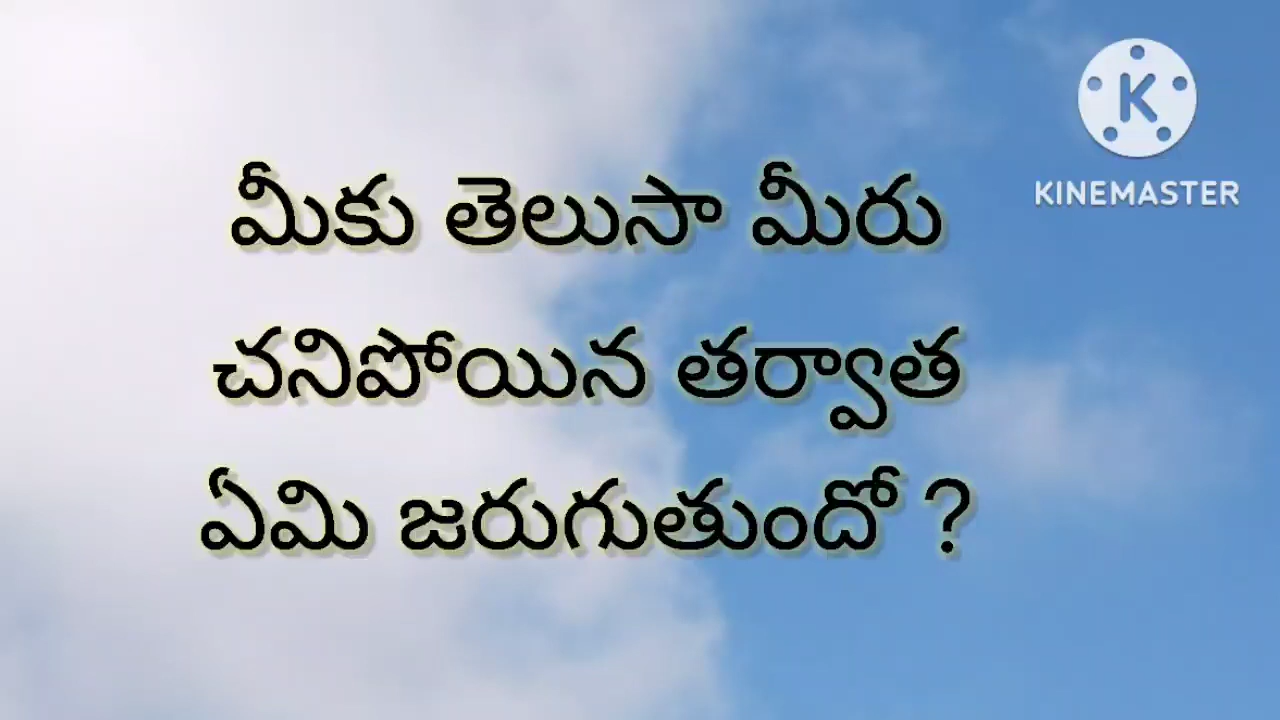 మీకు తెలుసా మీరు
చనిపోయిన తర్వాత
ఏమి జరుగుతుందో ?
K
KINEMASTER